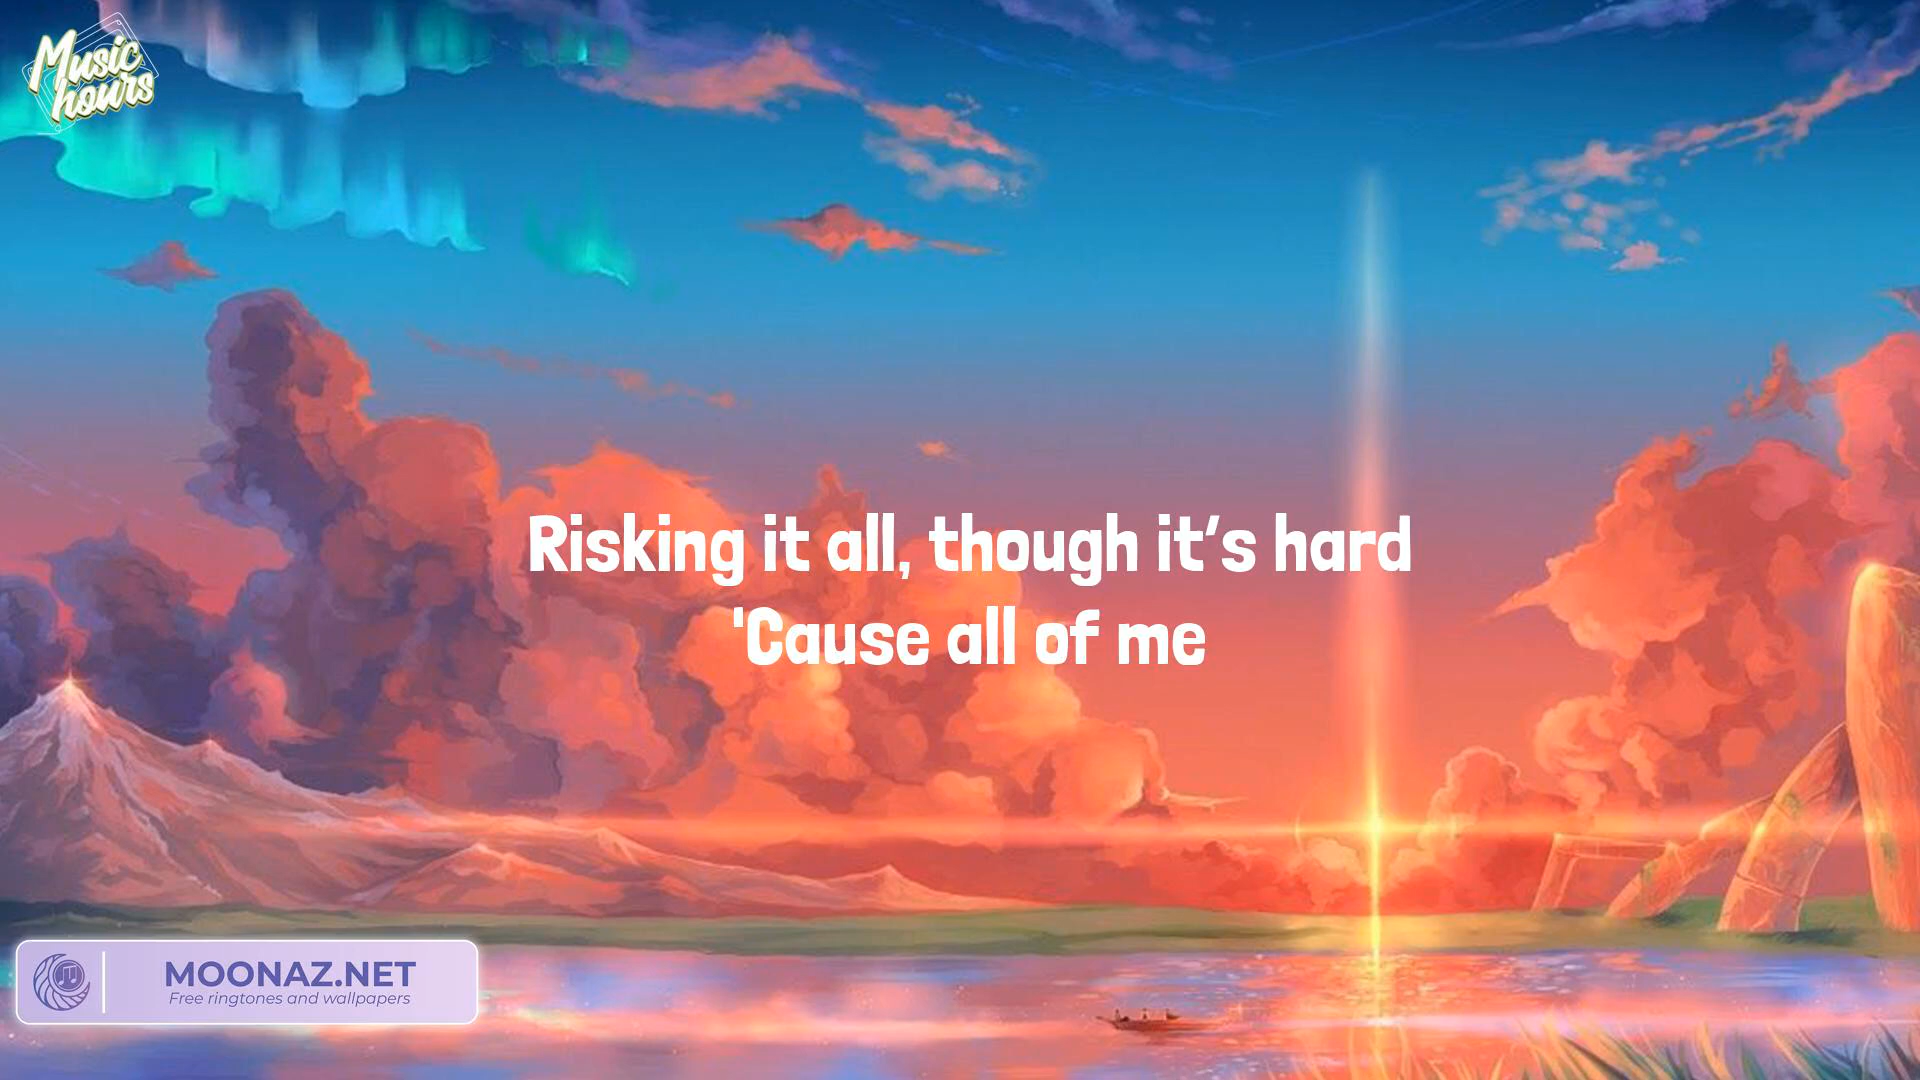 Music
hours
Risking it all, though it's hard
'Cause all of me
MOONAZ.NET
Free ringtones and wallpapers